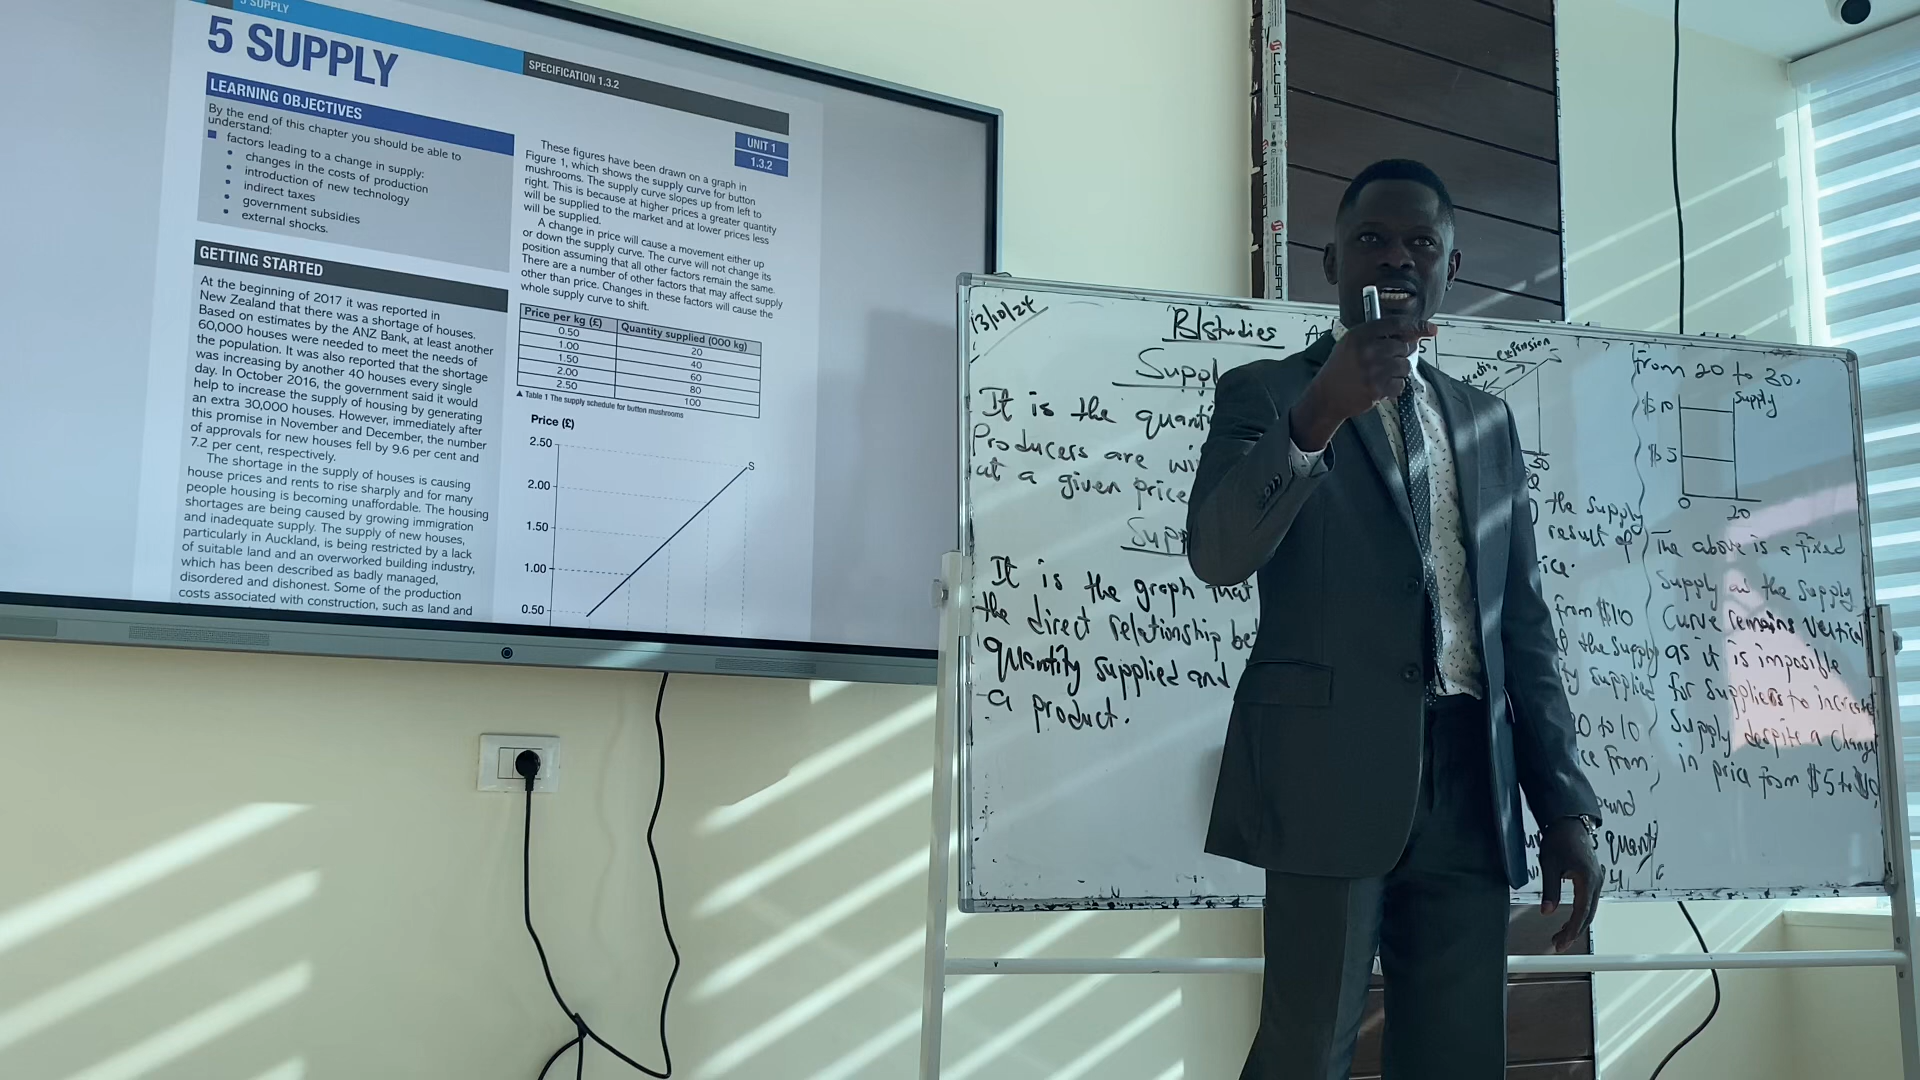 5 SUPPLY
5 SUPPLY
SPECIFICATION 1.3.2
UNIT 1
1.3.2
LEARNING OBJECTIVES
By the end of this chapter you should be able to
understand:
factors leading to a change in supply:
changes in the costs of production
introduction of new technology
indirect taxes
government subsidies
external shocks.
GETTING STARTED
At the beginning of 2017 it was reported in
New Zealand that there was a shortage of houses.
Based on estimates by the ANZ Bank, at least another
60,000 houses were needed to meet the needs of
the population. It was also reported that the shortage
was increasing by another 40 houses every single
day. In October 2016, the government said it would
help to increase the supply of housing by generating
an extra 30,000 houses. However, immediately after
this promise in November and December, the number
of approvals for new houses fell by 9.6 per cent and
7.2 per cent, respectively.
The shortage in the supply of houses is causing
house prices and rents to rise sharply and for many
people housing is becoming unaffordable. The housing
shortages are being caused by growing immigration
and inadequate supply. The supply of new houses,
particularly in Auckland, is being restricted by a lack
of suitable land and an overworked building industry,
which has been described as badly managed,
disordered and dishonest. Some of the production
costs associated with construction, such as land and
These figures have been drawn on a graph in
Figure 1, which shows the supply curve for button
mushrooms. The supply curve slopes up from left to
right. This is because at higher prices a greater quantity
will be supplied to the market and at lower prices less
will be supplied.
A change in price will cause a movement either up
or down the supply curve. The curve will not change its
position assuming that all other factors remain the same.
There are a number of other factors that may affect supply
other than price. Changes in these factors will cause the
whole supply curve to shift.
Price per kg (£) Quantity supplied (000 kg)
0.50 20
1.00 40
1.50 60
2.00 80
2.50 100
▲ Table 1 The supply schedule for button mushrooms
Price (£)
2.50
S
2.00
1.50
1.00
0.50
ULUSAN
ULUSAN
ULUSAN
13/10/24
B/Studies
It is the
Producers are
at a given price
It is the graph that
the direct relationship
quantity supplied and
a product.
expansion
S
50
the supply
result of
from $10
the supply
supplied
20 to 10
from
from 20 to 30.
$10
supply
$5
0
20
The above is a fixed
Supply as the supply
Curve remains vertical
as it is imposible
for suppliers to increase
Supply despite a change
in price from $5 to $10